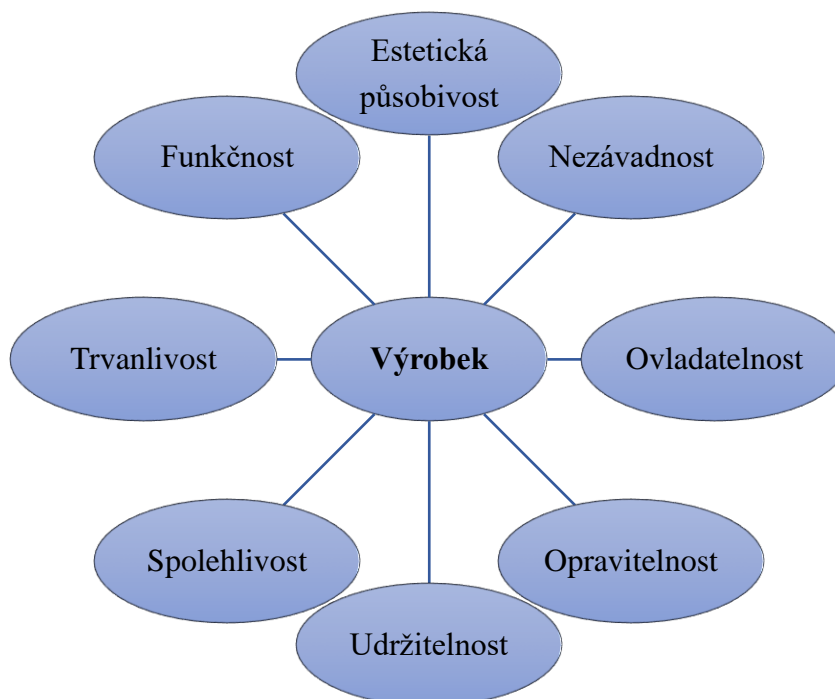 Estetická
působivost
Funkčnost
Nezávadnost
Trvanlivost
Výrobek
Ovladatelnost
Spolehlivost
Opravitelnost
Udržitelnost